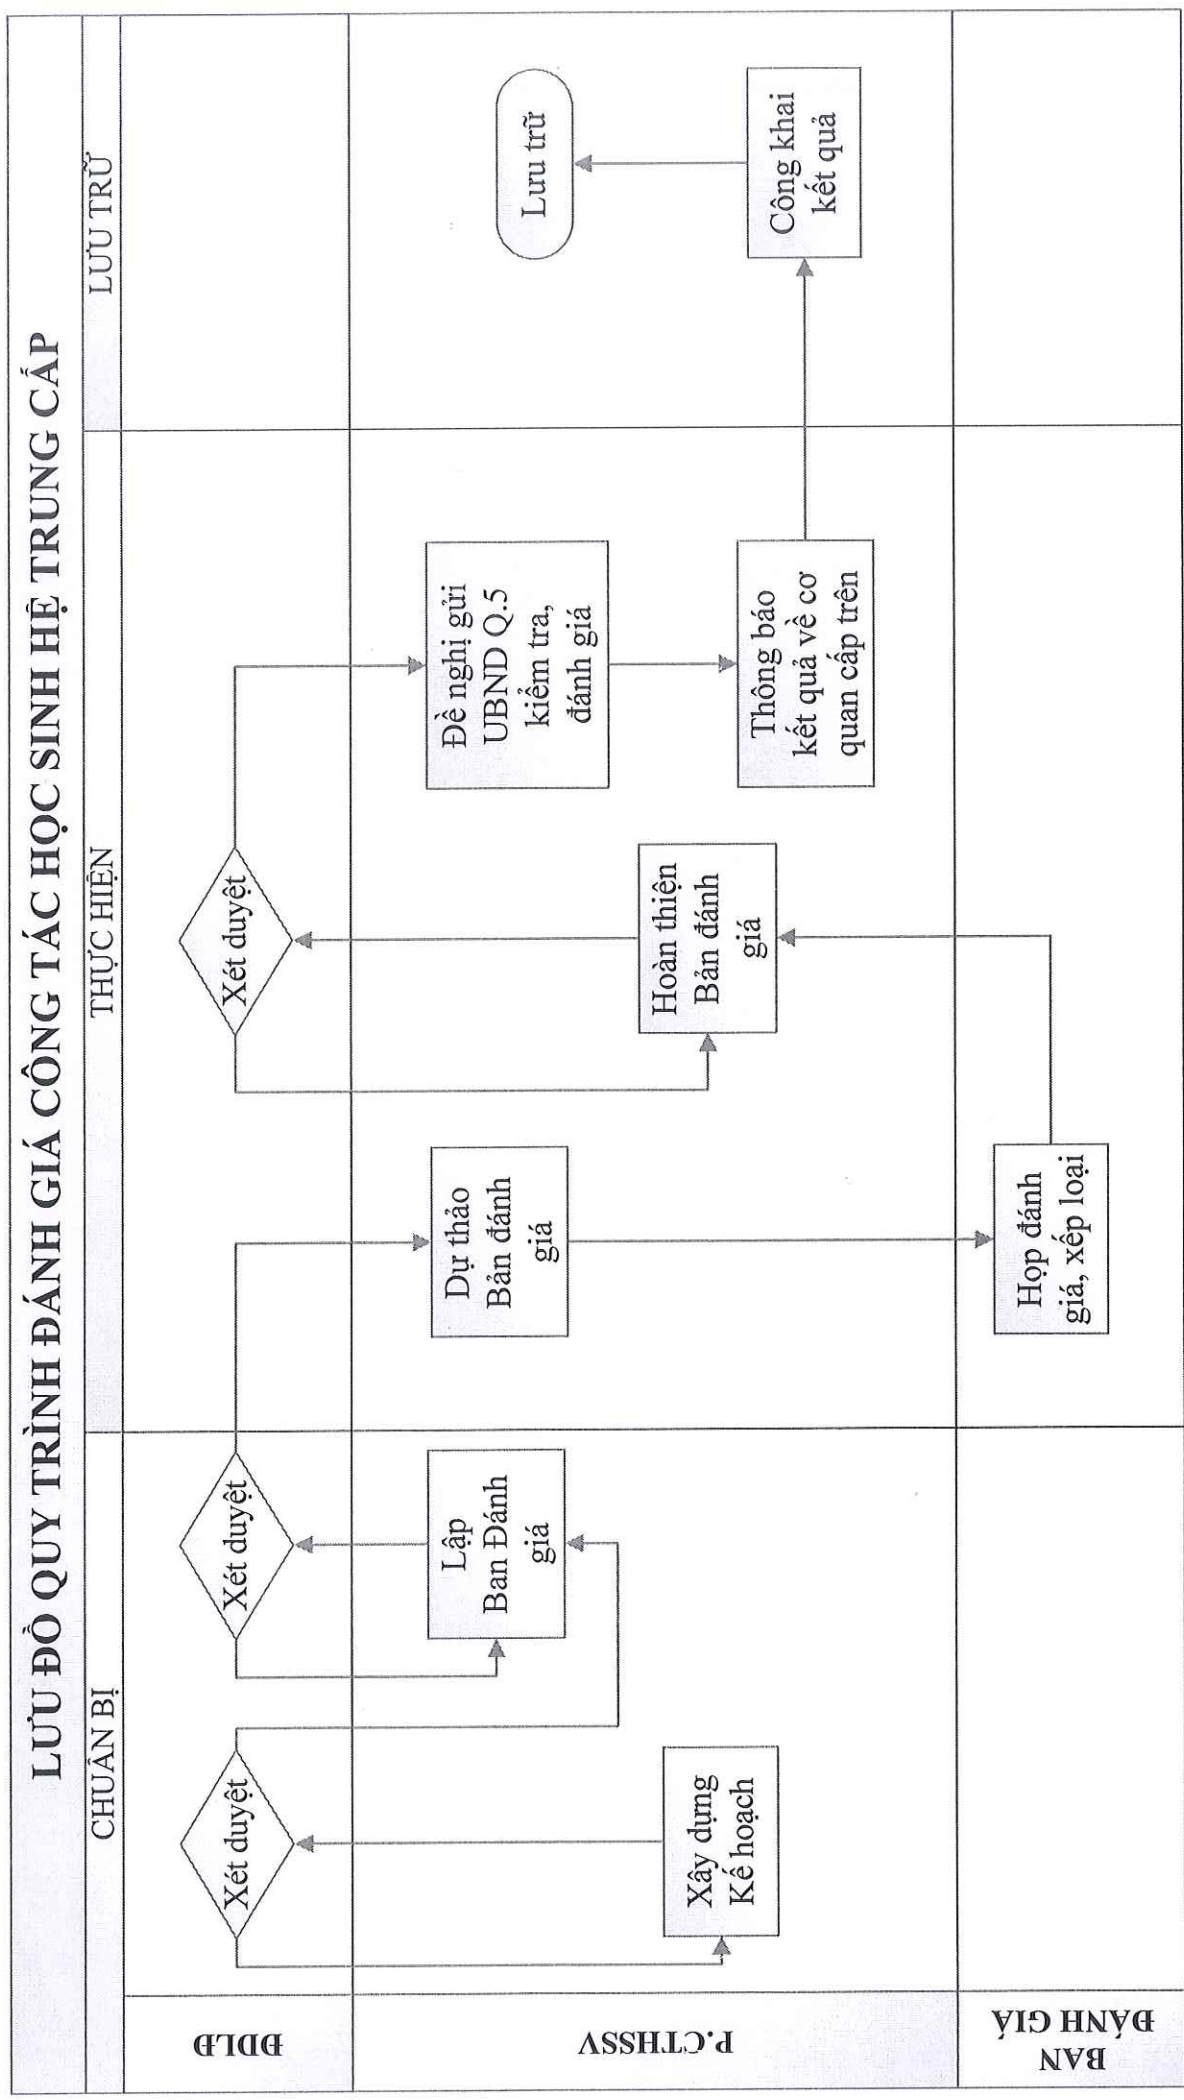 LƯU ĐỒ QUY TRÌNH ĐÁNH GIÁ CÔNG TÁC HỌC SINH HỆ TRUNG CẤP
CHUẨN BỊ
THỰC HIỆN
LƯU TRỮ
ĐDLĐ
Xét duyệt
Xét duyệt
Xét duyệt
P.CTHSSV
Xây dựng
Kế hoạch
Lập
Ban Đánh
giá
Dự thảo
Bản đánh
giá
Hoàn thiện
Bản đánh
giá
Đề nghị gửi
UBND Q.5
kiểm tra,
đánh giá
Thông báo
kết quả về cơ
quan cấp trên
Công khai
kết quả
Lưu trữ
BAN
ĐÁNH GIÁ
Họp đánh
giá, xếp loại